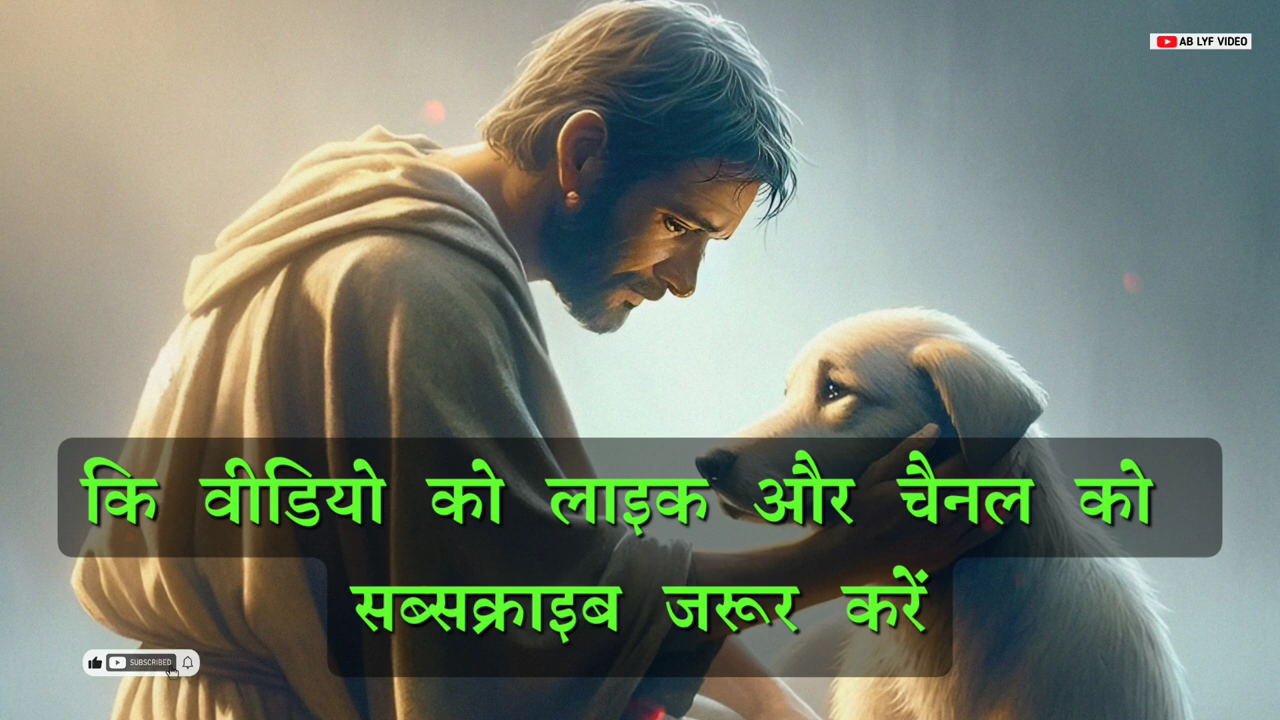 AB LYF VIDEO
कि वीडियो को लाइक और चैनल को
सब्सक्राइब जरूर करें
SUBSCRIBED